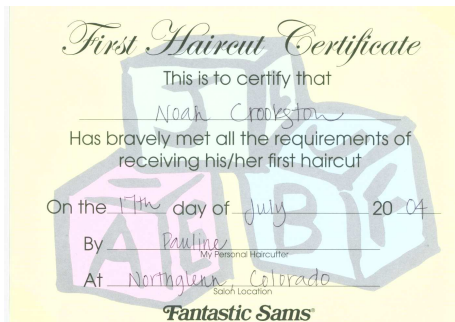 First Haircut Certificate
This is to certify that
Noah Crookston
Has bravely met all the requirements of
receiving his/her first haircut
On the 17th day of July 20 04
By Pauline
My Personal Haircutter
At Northglenn, Colorado
Salon Location
Fantastic Sams®
J
A B
B F